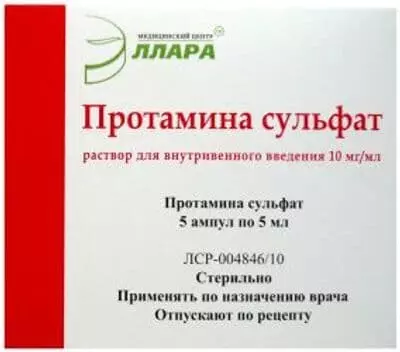 МЕДИЦИНСКИЙ ЦЕНТР
ЭЛЛАРА
Протамина сульфат
раствор для внутривенного введения 10 мг/мл
Протамина сульфат
5 ампул по 5 мл
ЛСР-004846/10
Стерильно
Применять по назначению врача
Отпускают по рецепту